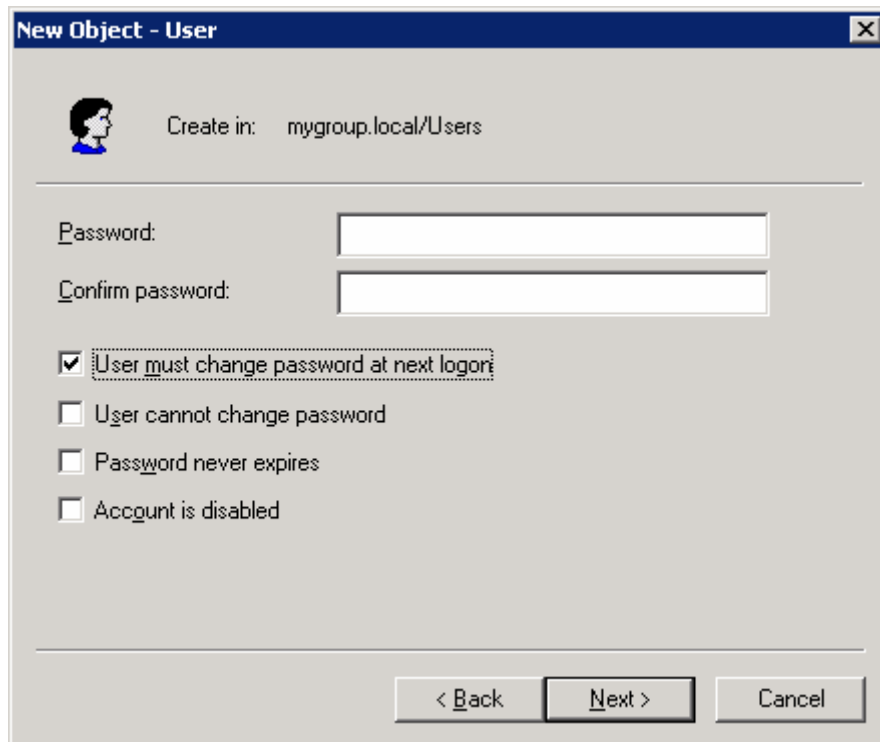 New Object - User
Create in: mygroup.local/Users
Password:
Confirm password:
User must change password at next logon
User cannot change password
Password never expires
Account is disabled
< Back Next > Cancel